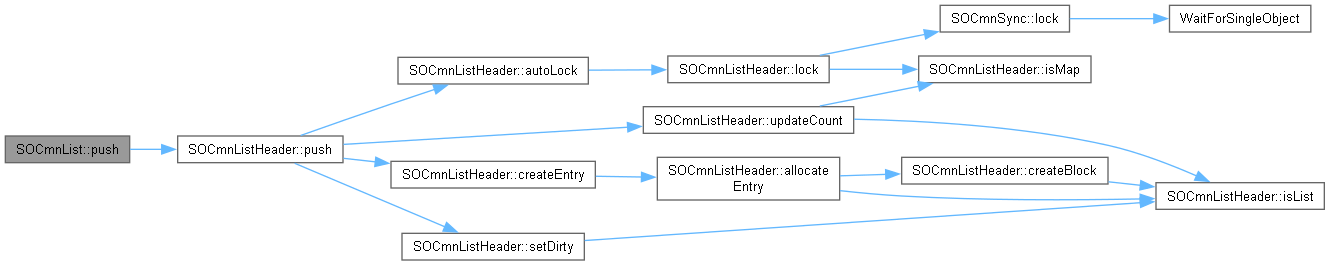 SOCmnList::push
SOCmnListHeader::push
SOCmnListHeader::autoLock
SOCmnListHeader::lock
SOCmnSync::lock
WaitForSingleObject
SOCmnListHeader::isMap
SOCmnListHeader::updateCount
SOCmnListHeader::createEntry
SOCmnListHeader::allocate
Entry
SOCmnListHeader::createBlock
SOCmnListHeader::isList
SOCmnListHeader::setDirty